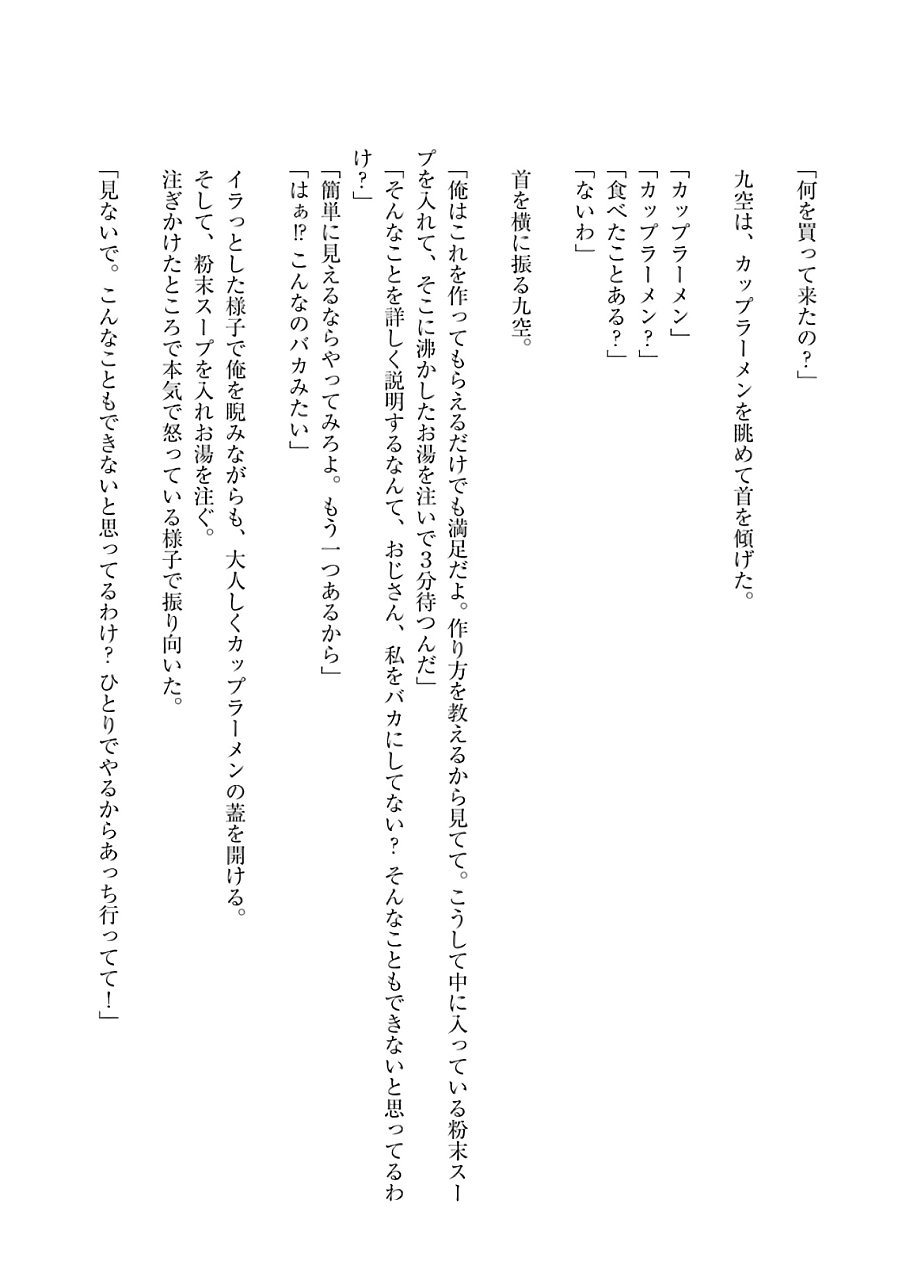 「何を買って来たの？」
九空は、カップラーメンを眺めて首を傾げた。
「カップラーメン」
「カップラーメン？」
「食べたことある？」
「ないわ」
首を横に振る九空。
「俺はこれを作ってもらえるだけでも満足だよ。作り方を教えるから見てて。こうして中に入っている粉末スー
プを入れて、そこに沸かしたお湯を注いで３分待つんだ」
「そんなことを詳しく説明するなんて、おじさん、私をバカにしてない？ そんなこともできないと思ってるわ
け？」
「簡単に見えるならやってみろよ。もう一つあるから」
「はぁ!? こんなのバカみたい」
イラっとした様子で俺を睨みながらも、大人しくカップラーメンの蓋を開ける。
そして、粉末スープを入れお湯を注ぐ。
注ぎかけたところで本気で怒っている様子で振り向いた。
「見ないで。こんなこともできないと思ってるわけ？ ひとりでやるからあっち行ってて！」